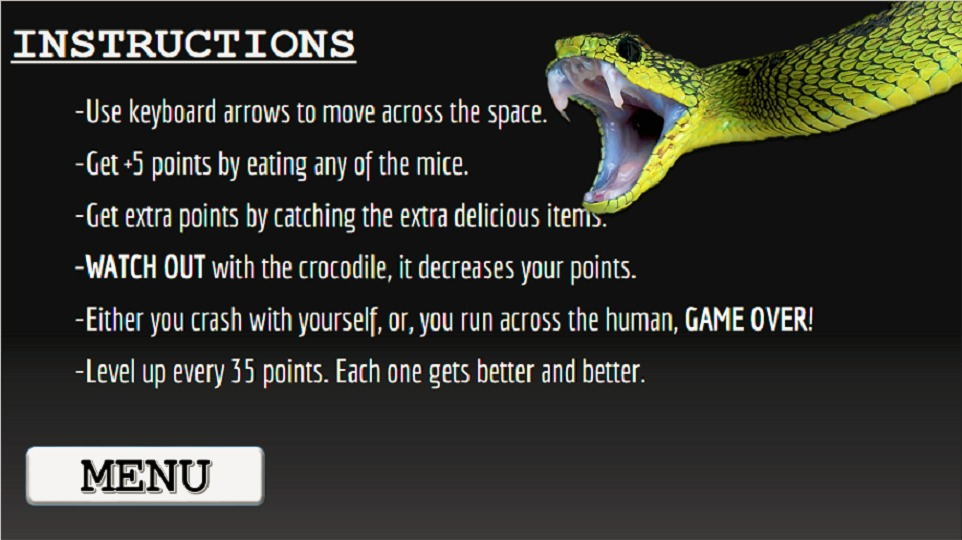 INSTRUCTIONS
-Use keyboard arrows to move across the space.
-Get +5 points by eating any of the mice.
-Get extra points by catching the extra delicious items.
-WATCH OUT with the crocodile, it decreases your points.
-Either you crash with yourself, or, you run across the human, GAME OVER!
-Level up every 35 points. Each one gets better and better.
MENU